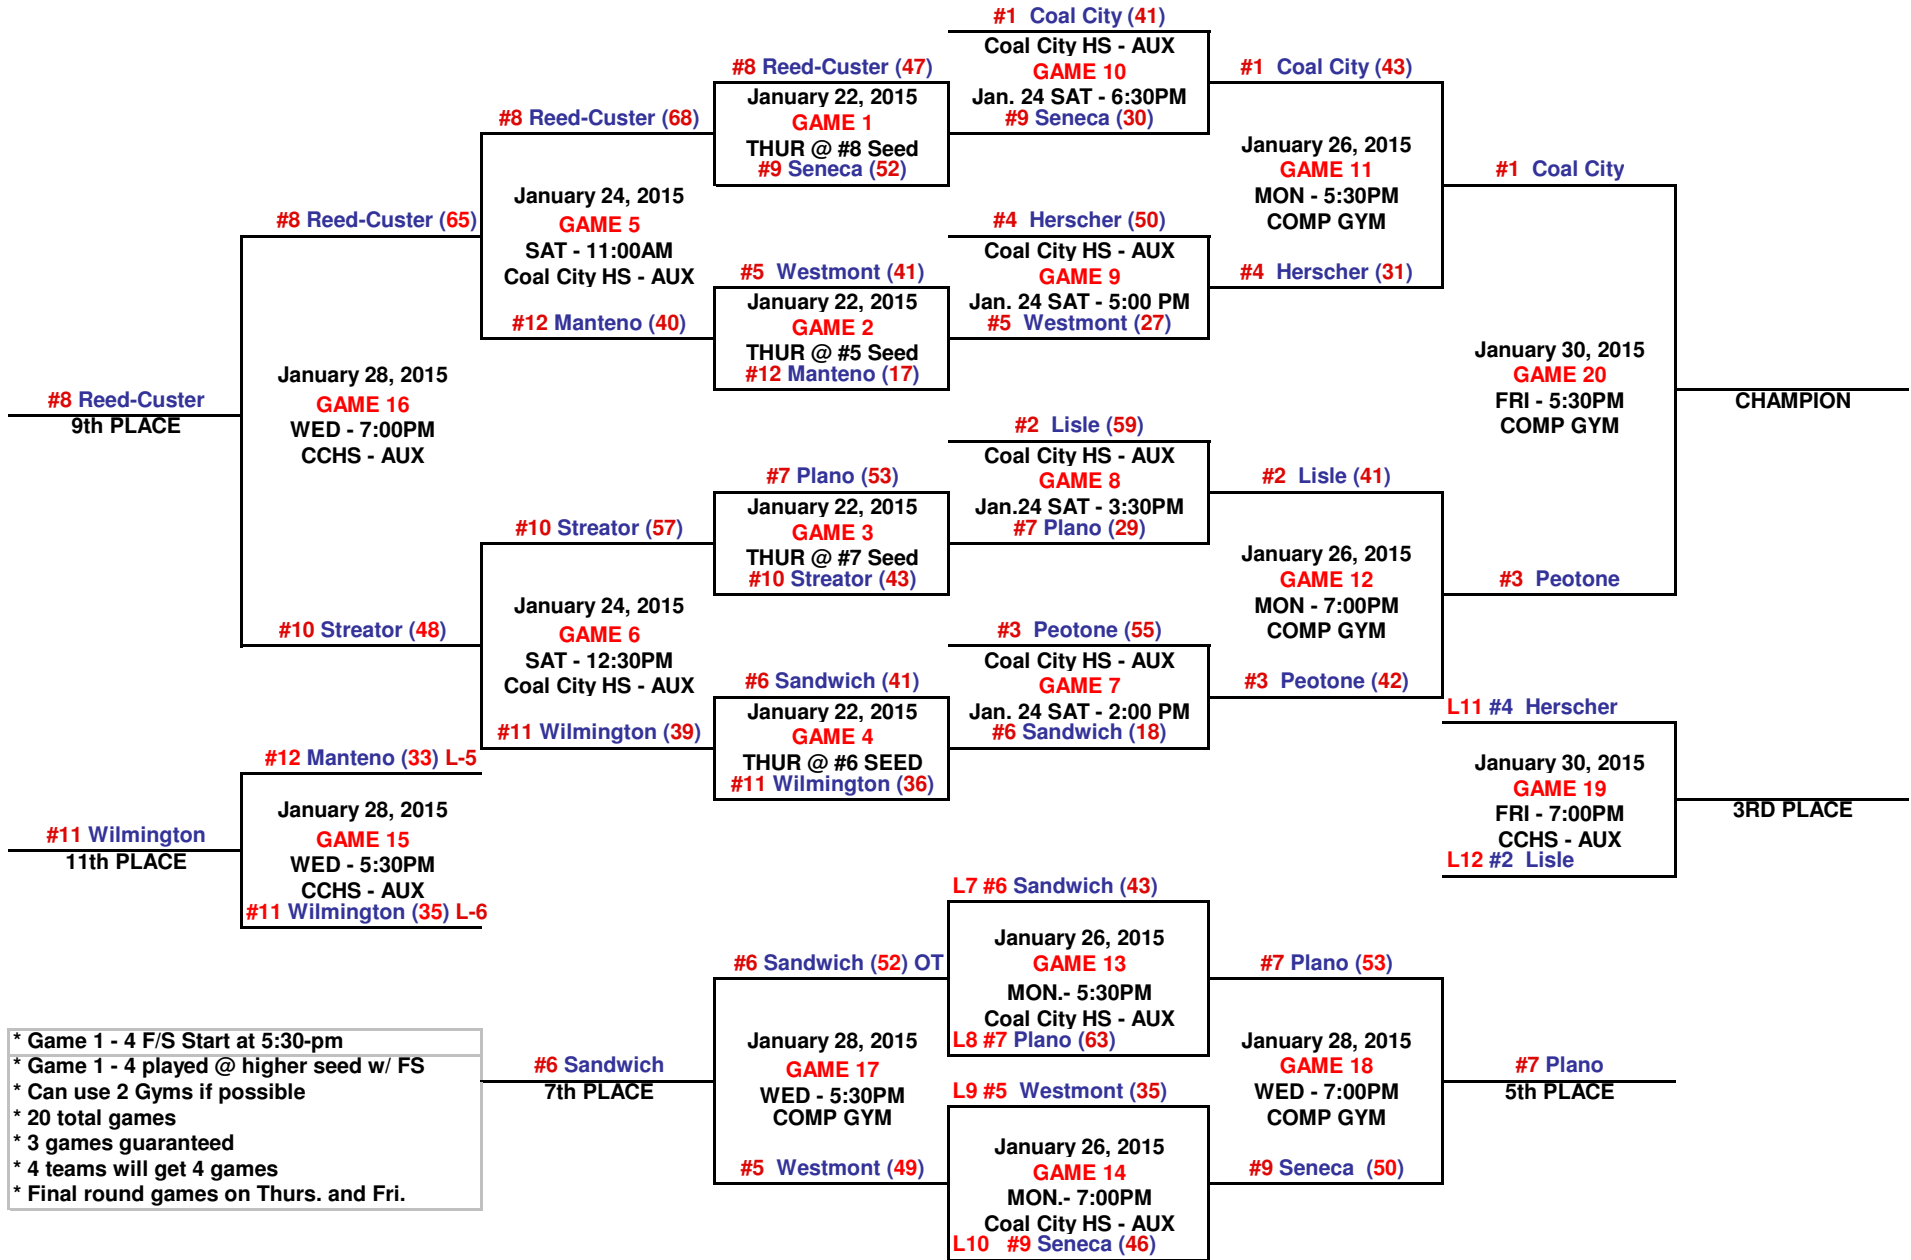 #1 Coal City (41)
Coal City HS - AUX
GAME 10
Jan. 24 SAT - 6:30PM
#9 Seneca (30)
#8 Reed-Custer (47)
January 22, 2015
GAME 1
THUR @ #8 Seed
#9 Seneca (52)
#1 Coal City (43)
January 26, 2015
GAME 11
MON - 5:30PM
COMP GYM
#4 Herscher (31)
#8 Reed-Custer (68)
January 24, 2015
GAME 5
SAT - 11:00AM
Coal City HS - AUX
#12 Manteno (40)
#1 Coal City
#8 Reed-Custer (65)
#4 Herscher (50)
Coal City HS - AUX
GAME 9
Jan. 24 SAT - 5:00 PM
#5 Westmont (27)
#5 Westmont (41)
January 22, 2015
GAME 2
THUR @ #5 Seed
#12 Manteno (17)
January 30, 2015
GAME 20
FRI - 5:30PM
COMP GYM
CHAMPION
January 28, 2015
GAME 16
WED - 7:00PM
CCHS - AUX
#8 Reed-Custer
9th PLACE
#2 Lisle (59)
Coal City HS - AUX
GAME 8
Jan.24 SAT - 3:30PM
#7 Plano (29)
#7 Plano (53)
January 22, 2015
GAME 3
THUR @ #7 Seed
#10 Streator (43)
#2 Lisle (41)
January 26, 2015
GAME 12
MON - 7:00PM
COMP GYM
#3 Peotone (42)
#3 Peotone
#10 Streator (57)
January 24, 2015
GAME 6
SAT - 12:30PM
Coal City HS - AUX
#11 Wilmington (39)
#10 Streator (48)
#3 Peotone (55)
Coal City HS - AUX
GAME 7
Jan. 24 SAT - 2:00 PM
#6 Sandwich (18)
#6 Sandwich (41)
January 22, 2015
GAME 4
THUR @ #6 SEED
#11 Wilmington (36)
L11 #4 Herscher
January 30, 2015
GAME 19
FRI - 7:00PM
CCHS - AUX
L12 #2 Lisle
3RD PLACE
#12 Manteno (33) L-5
January 28, 2015
GAME 15
WED - 5:30PM
CCHS - AUX
#11 Wilmington (35) L-6
#11 Wilmington
11th PLACE
L7 #6 Sandwich (43)
January 26, 2015
GAME 13
MON.- 5:30PM
Coal City HS - AUX
L8 #7 Plano (63)
#6 Sandwich (52) OT
January 28, 2015
GAME 17
WED - 5:30PM
COMP GYM
#5 Westmont (49)
#7 Plano (53)
January 28, 2015
GAME 18
WED - 7:00PM
COMP GYM
#9 Seneca (50)
#6 Sandwich
7th PLACE
#7 Plano
5th PLACE
L9 #5 Westmont (35)
January 26, 2015
GAME 14
MON.- 7:00PM
Coal City HS - AUX
L10 #9 Seneca (46)
* Game 1 - 4 F/S Start at 5:30-pm
* Game 1 - 4 played @ higher seed w/ FS
* Can use 2 Gyms if possible
* 20 total games
* 3 games guaranteed
* 4 teams will get 4 games
* Final round games on Thurs. and Fri.